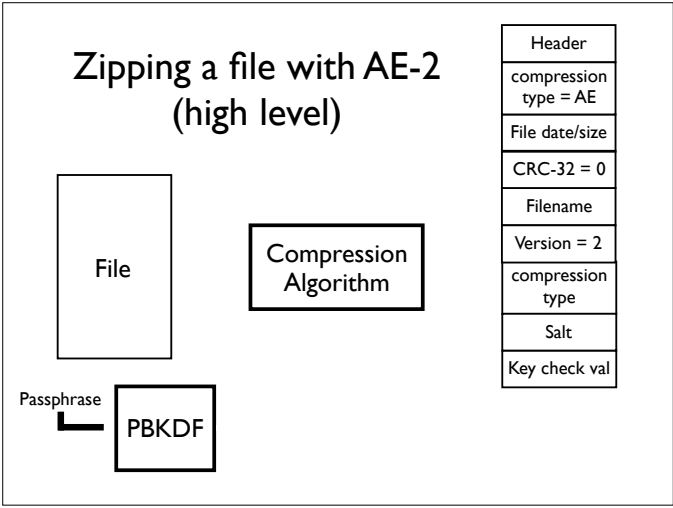 Zipping a file with AE-2
(high level)
File
Compression
Algorithm
Passphrase
PBKDF
Header
compression
type = AE
File date/size
CRC-32 = 0
Filename
Version = 2
compression
type
Salt
Key check val